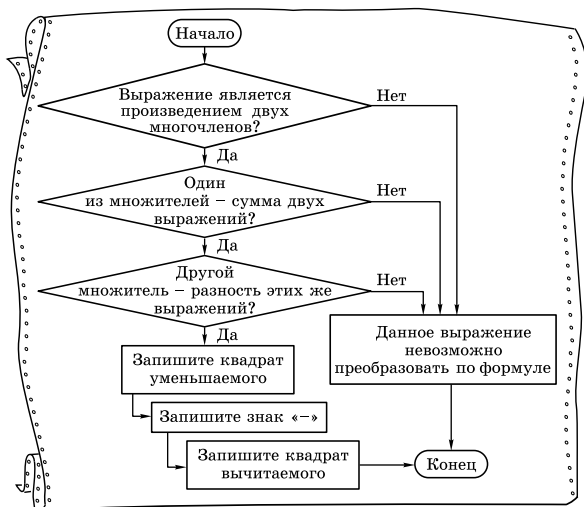 Начало
Выражение является
произведением двух
многочленов?
Нет
Да
Один
из множителей – сумма двух
выражений?
Нет
Да
Другой
множитель – разность этих же
выражений?
Нет
Да
Данное выражение
невозможно
преобразовать по формуле
Запишите квадрат
уменьшаемого
Запишите знак «–»
Запишите квадрат
вычитаемого
Конец